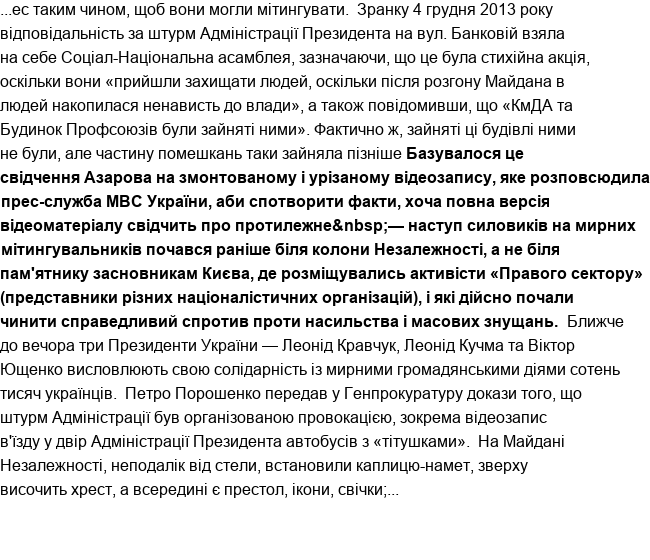 ...ес таким чином, щоб вони могли мітингувати.  Зранку 4 грудня 2013 року
відповідальність за штурм Адміністрації Президента на вул. Банковій взяла
на себе Соціал-Національна асамблея, зазначаючи, що це була стихійна акція,
оскільки вони «прийшли захищати людей, оскільки після розгону Майдана в
людей накопилася ненависть до влади», а також повідомивши, що «КмДА та
Будинок Профсоюзів були зайняті ними». Фактично ж, зайняті ці будівлі ними
не були, але частину помешкань таки зайняла пізніше Базувалося це
свідчення Азарова на змонтованому і урізаному відеозапису, яке розповсюдила
прес-служба МВС України, аби спотворити факти, хоча повна версія
відеоматеріалу свідчить про протилежне&nbsp;— наступ силовиків на мирних
мітингувальників почався раніше біля колони Незалежності, а не біля
пам'ятнику засновникам Києва, де розміщувались активісти «Правого сектору»
(представники різних націоналістичних організацій), і які дійсно почали
чинити справедливий спротив проти насильства і масових знущань.  Ближче
до вечора три Президенти України — Леонід Кравчук, Леонід Кучма та Віктор
Ющенко висловлюють свою солідарність із мирними громадянськими діями сотень
тисяч українців.  Петро Порошенко передав у Генпрокуратуру докази того, що
штурм Адміністрації був організованою провокацією, зокрема відеозапис
в'їзду у двір Адміністрації Президента автобусів з «тітушками».  На Майдані
Незалежності, неподалік від стели, встановили каплицю-намет, зверху
височить хрест, а всередині є престол, ікони, свічки;...